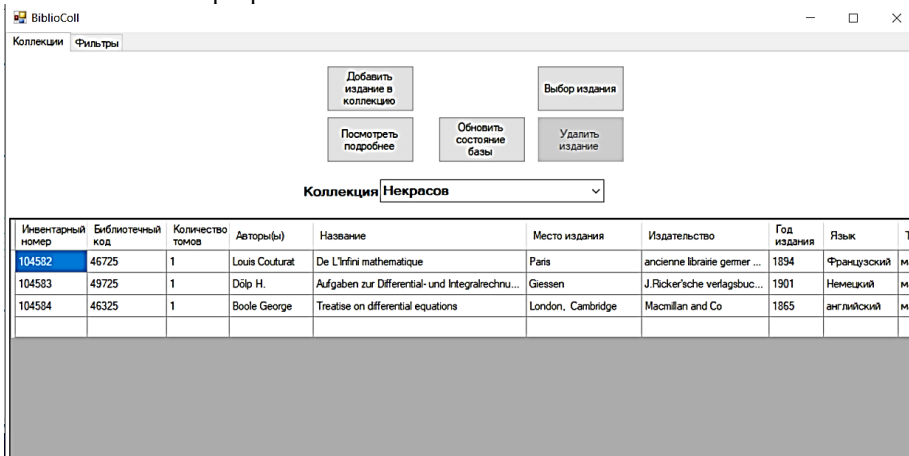 BiblioColl
Коллекции Фильтры
Добавить
издание в
коллекцию
Выбор издания
Посмотреть
подробнее
Обновить
состояние
базы
Удалить
издание
Коллекция Некрасов
Инвентарный номер Библиотечный код Количество томов Авторы(ы) Название Место издания Издательство Год издания Язык Т
104582 46725 1 Louis Couturat De L'Infini mathematique Paris ancienne librairie germer ... 1894 Французский м
104583 49725 1 Dölp H. Aufgaben zur Differential- und Integralrechnu... Giessen J.Ricker'sche verlagsbuc... 1901 Немецкий м
104584 46325 1 Boole George Treatise on differential equations London, Cambridge Macmillan and Co 1865 английский м